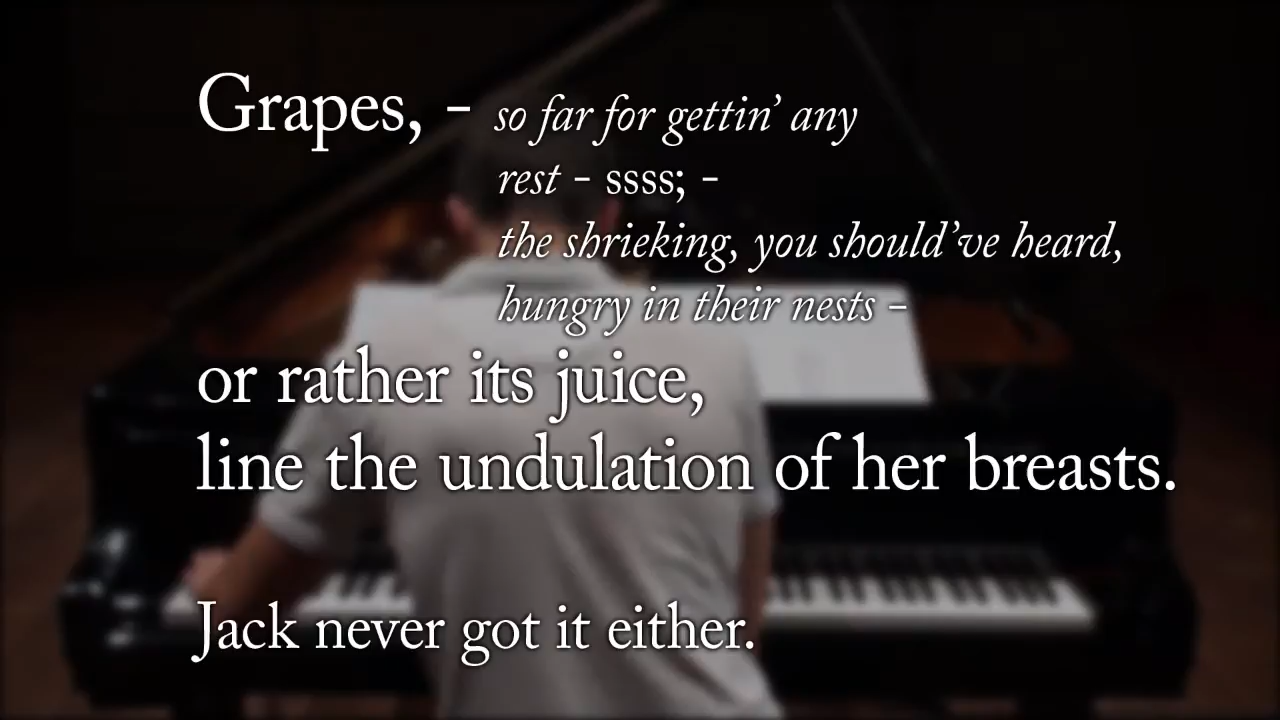 Grapes, - so far for gettin’ any
rest - ssss; -
the shrieking, you should’ve heard,
hungry in their nests -
or rather its juice,
line the undulation of her breasts.
Jack never got it either.